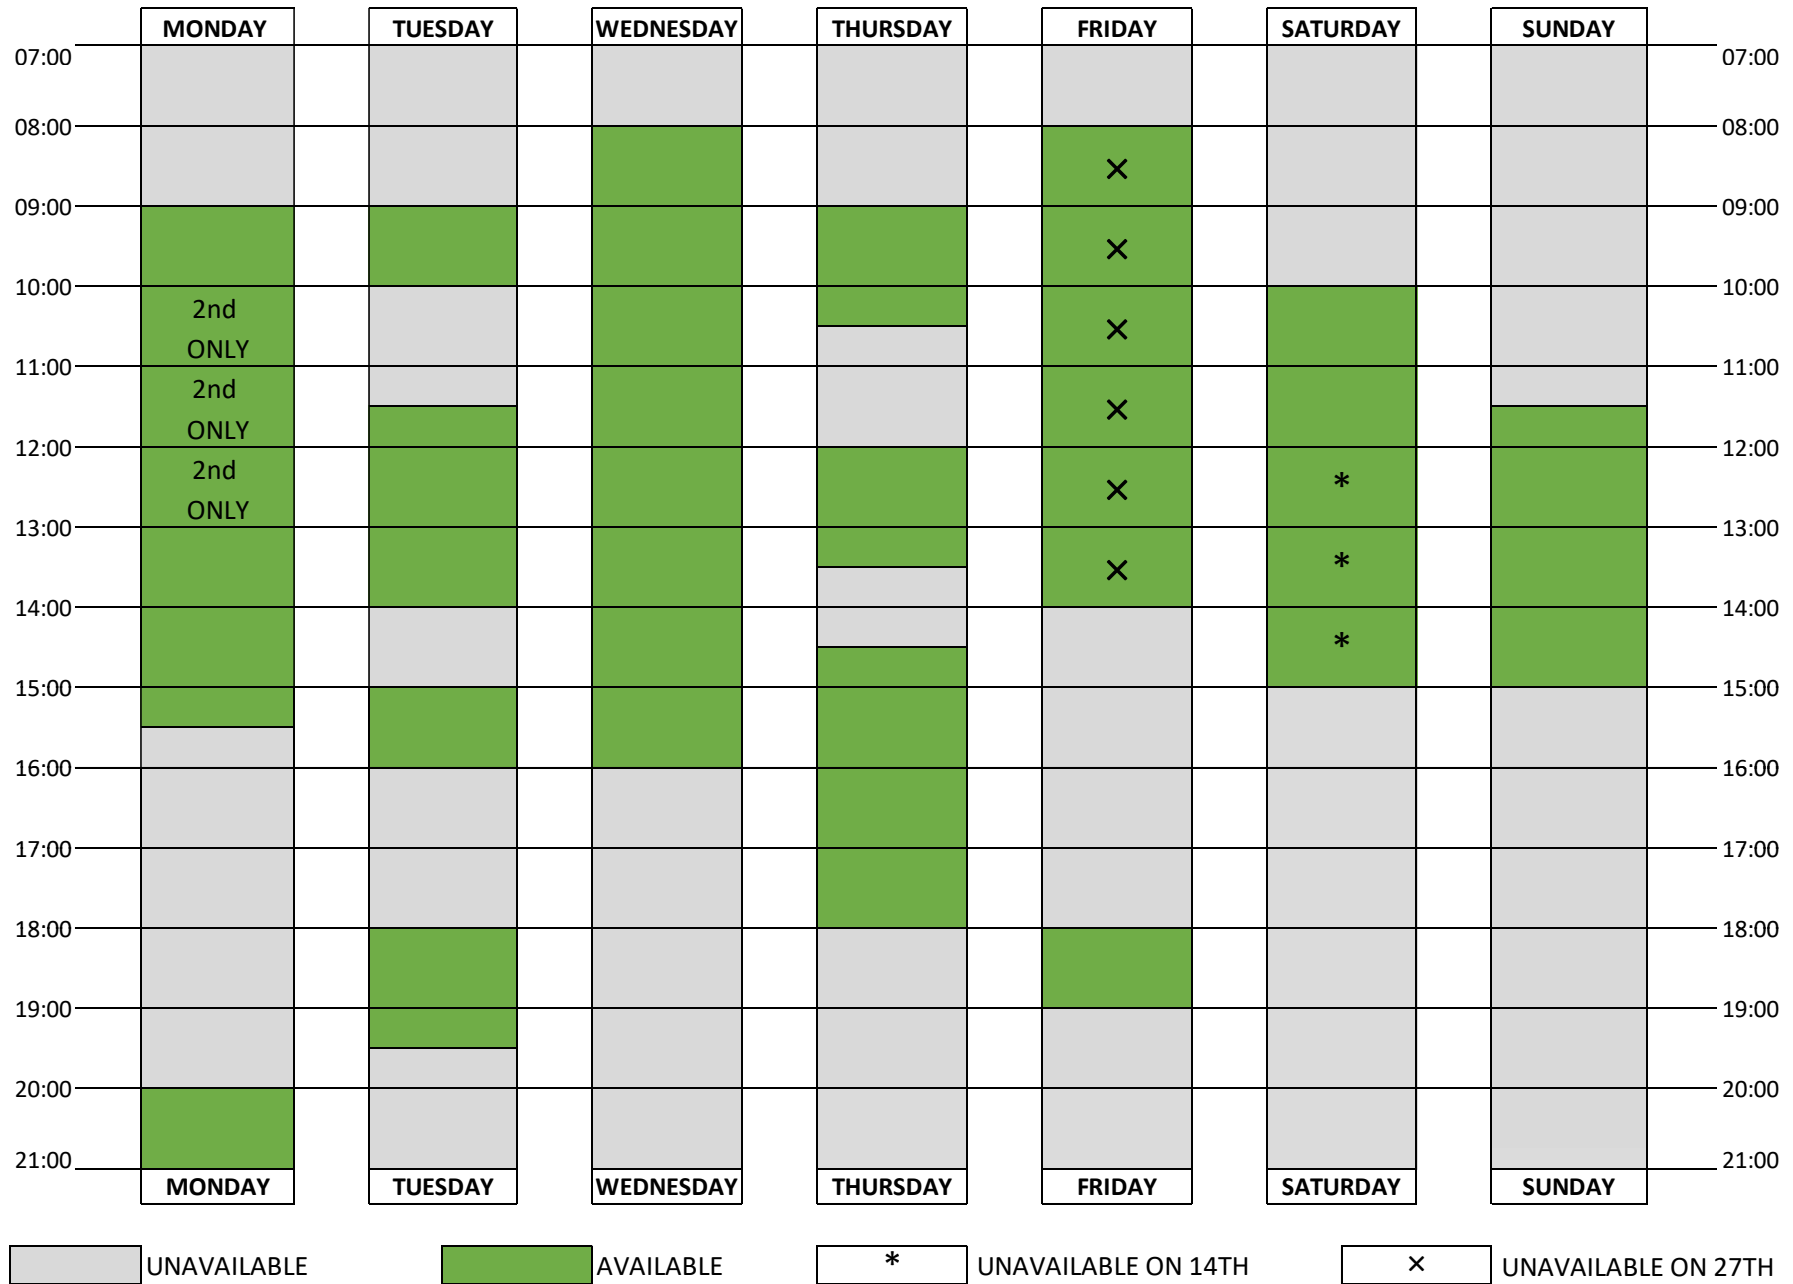 MONDAY TUESDAY WEDNESDAY THURSDAY FRIDAY SATURDAY SUNDAY
07:00 07:00
08:00 08:00
×
09:00 09:00
×
10:00 10:00
2nd ×
ONLY
11:00 11:00
2nd ×
ONLY
12:00 12:00
2nd × *
ONLY
13:00 13:00
× *
14:00 14:00
*
15:00 15:00
16:00 16:00
17:00 17:00
18:00 18:00
19:00 19:00
20:00 20:00
21:00 21:00
MONDAY TUESDAY WEDNESDAY THURSDAY FRIDAY SATURDAY SUNDAY
UNAVAILABLE AVAILABLE * UNAVAILABLE ON 14TH × UNAVAILABLE ON 27TH